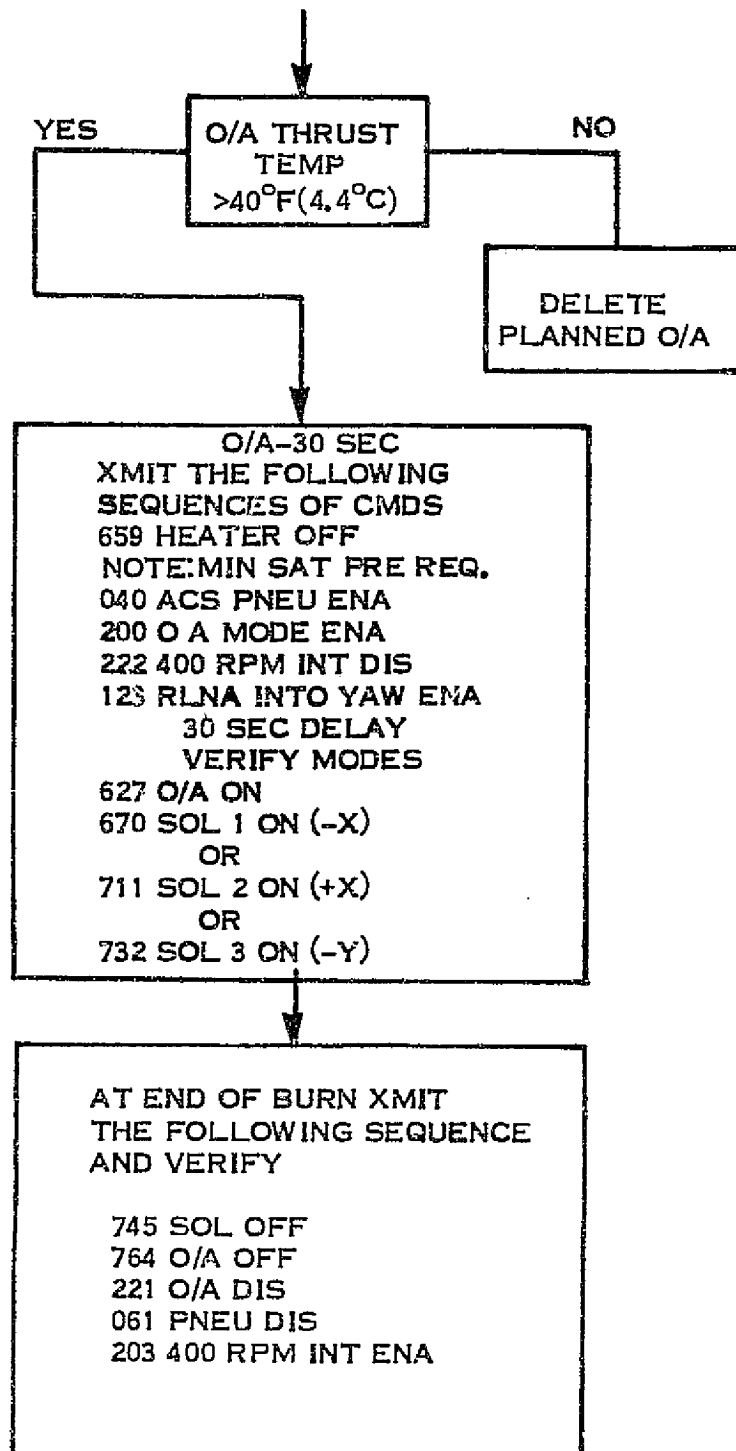 YES
O/A THRUST
TEMP
>40°F(4.4°C)
NO
DELETE
PLANNED O/A
O/A-30 SEC
XMIT THE FOLLOWING
SEQUENCES OF CMDS
659 HEATER OFF
NOTE:MIN SAT PRE REQ.
040 ACS PNEU ENA
200 O A MODE ENA
222 400 RPM INT DIS
123 RLNA INTO YAW ENA
30 SEC DELAY
VERIFY MODES
627 O/A ON
670 SOL 1 ON (-X)
OR
711 SOL 2 ON (+X)
OR
732 SOL 3 ON (-Y)
AT END OF BURN XMIT
THE FOLLOWING SEQUENCE
AND VERIFY
745 SOL OFF
764 O/A OFF
221 O/A DIS
061 PNEU DIS
203 400 RPM INT ENA